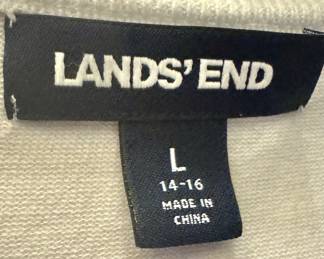 LANDS' END
L
14-16
MADE IN
CHINA